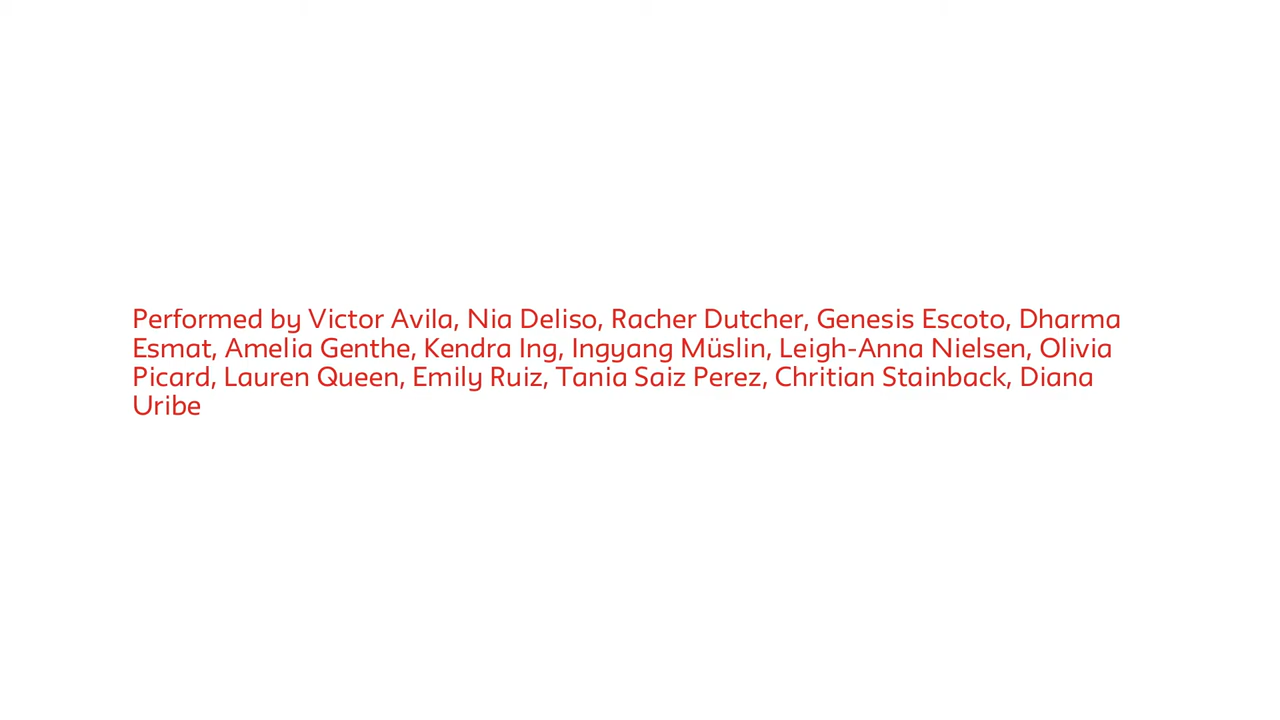 Performed by Victor Avila, Nia Deliso, Racher Dutcher, Genesis Escoto, Dharma
Esmat, Amelia Genthe, Kendra Ing, Ingyang Müslin, Leigh-Anna Nielsen, Olivia
Picard, Lauren Queen, Emily Ruiz, Tania Saiz Perez, Chritian Stainback, Diana
Uribe